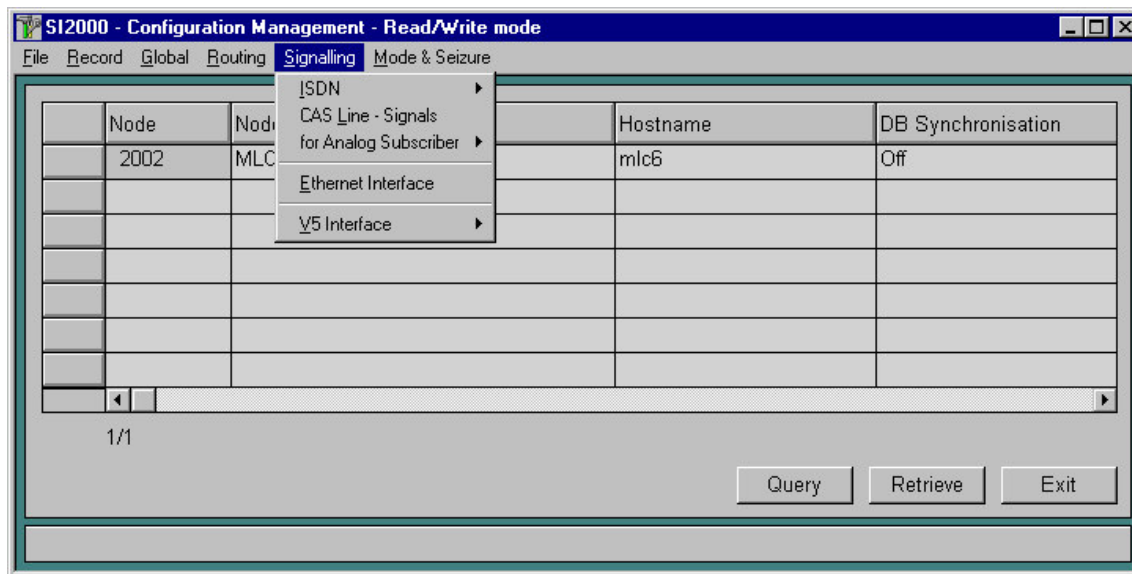 SI2000 - Configuration Management - Read/Write mode
File Record Global Routing Signalling Mode & Seizure
ISDN
CAS Line - Signals
for Analog Subscriber
Ethernet Interface
V5 Interface
Node Hostname DB Synchronisation
2002 MLC mlc6 Off
1/1
Query Retrieve Exit